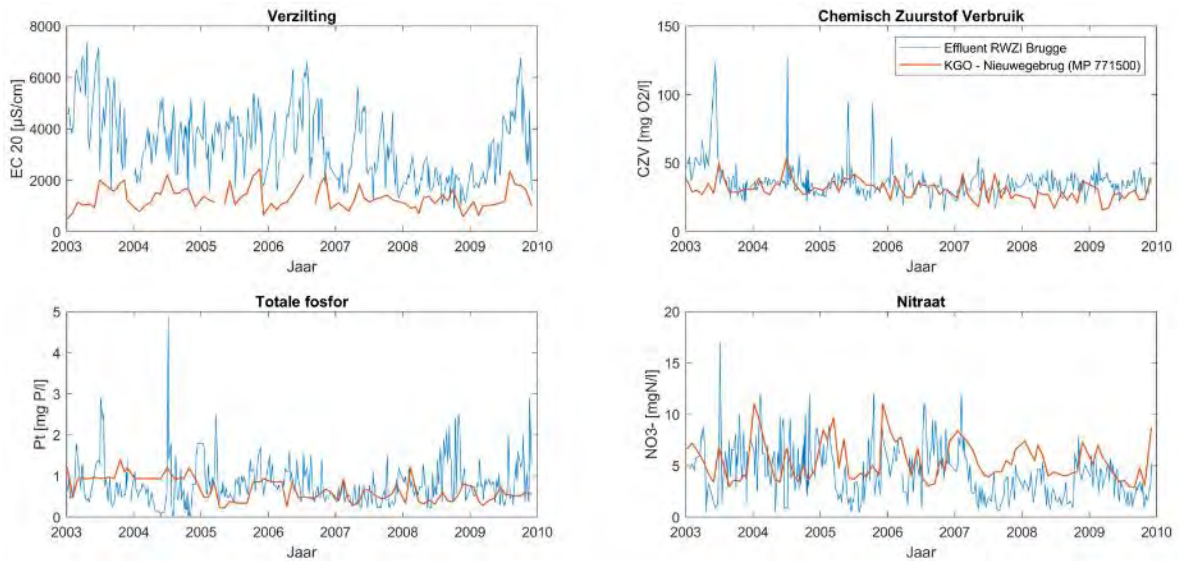 Verzilting
EC 20 [µS/cm]
8000
6000
4000
2000
0
2003 2004 2005 2006 2007 2008 2009 2010
Jaar
Chemisch Zuurstof Verbruik
CZV [mg O2/l]
150
100
50
0
Effluent RWZI Brugge
KGO - Nieuwegebrug (MP 771500)
2003 2004 2005 2006 2007 2008 2009 2010
Jaar
Totale fosfor
Pt [mg P/l]
5
4
3
2
1
0
2003 2004 2005 2006 2007 2008 2009 2010
Jaar
Nitraat
NO3- [mgN/l]
20
15
10
5
0
2003 2004 2005 2006 2007 2008 2009 2010
Jaar